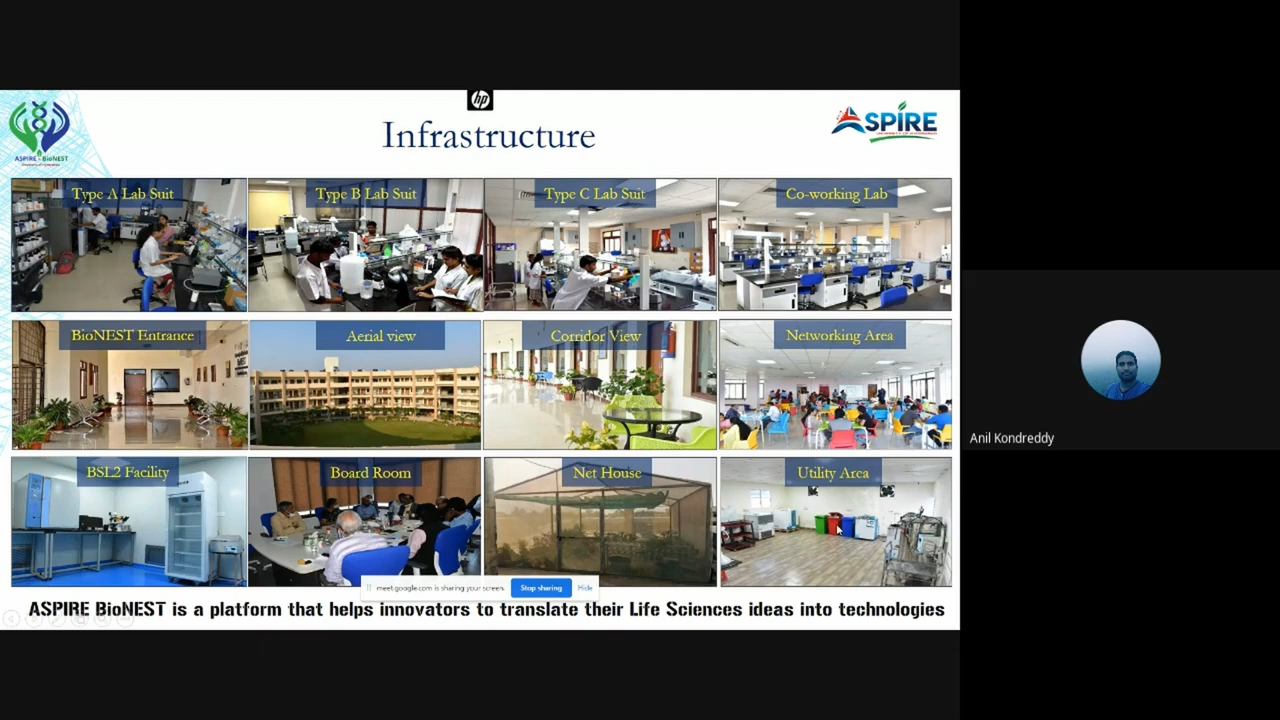 hp
Infrastructure
ASPIRE - BioNEST
ASPIRE
Type A Lab Suit
Type B Lab Suit
Type C Lab Suit
Co-working Lab
BioNEST Entrance
Aerial view
Corridor View
Networking Area
BSL2 Facility
Board Room
Net House
Utility Area
meet.google.com is sharing your screen.
Stop sharing
Hide
ASPIRE BioNEST is a platform that helps innovators to translate their Life Sciences ideas into technologies
Anil Kondreddy